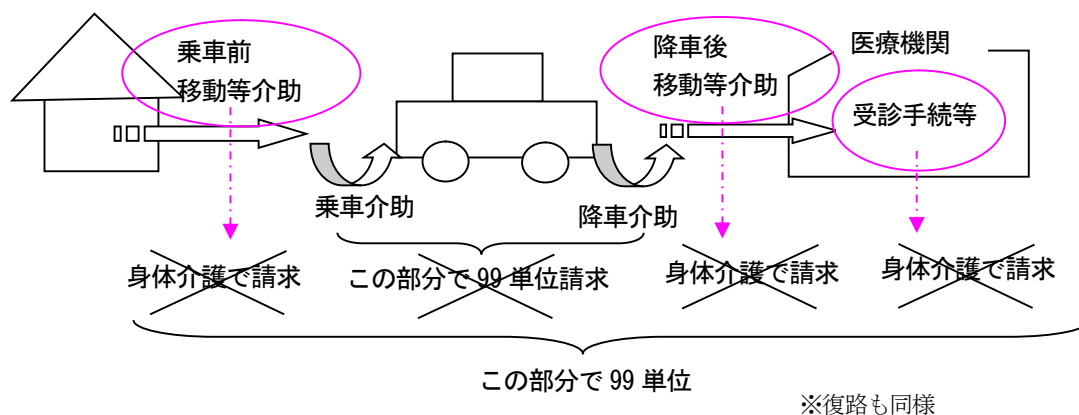 乗車前
移動等介助
降車後
移動等介助
医療機関
受診手続等
乗車介助
降車介助
身体介護で請求
この部分で 99 単位請求
身体介護で請求
身体介護で請求
この部分で 99 単位
※復路も同様